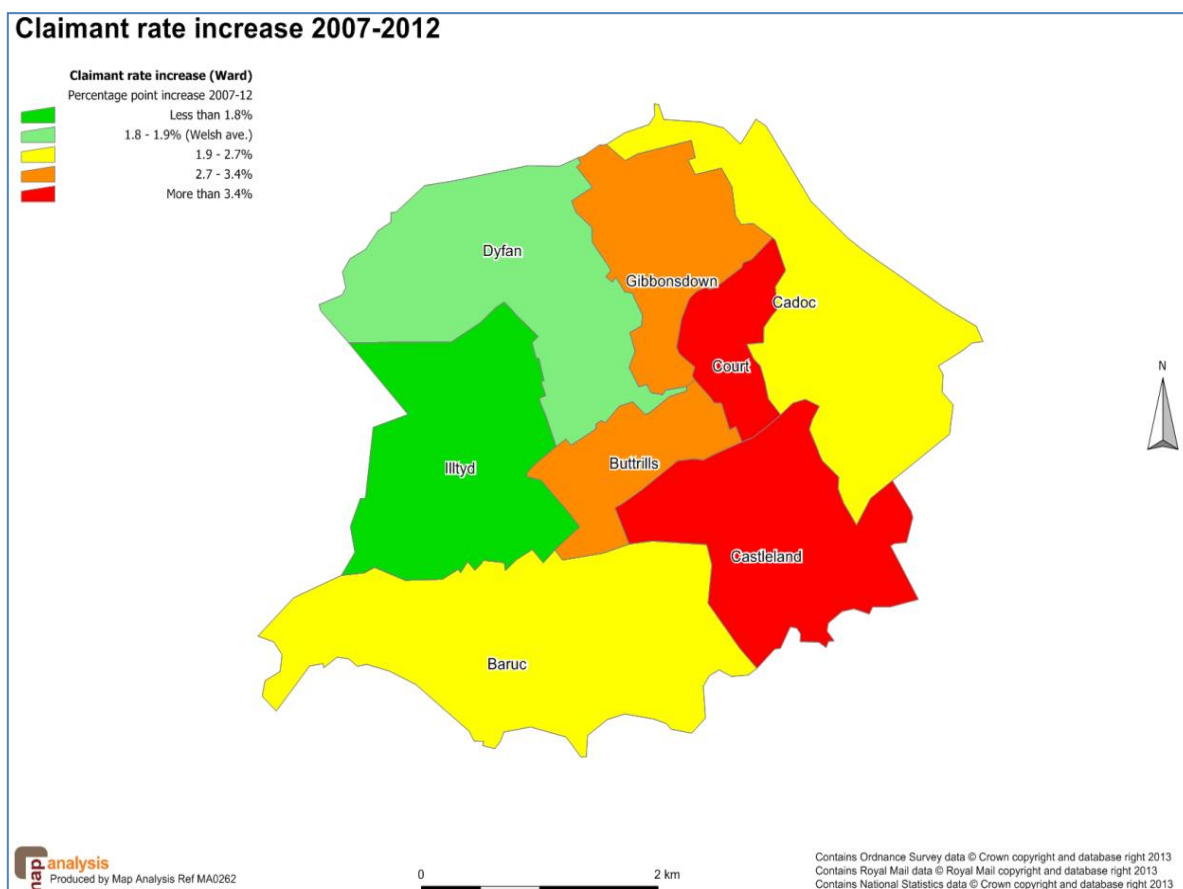 Claimant rate increase 2007-2012
Claimant rate increase (Ward)
Percentage point increase 2007-12
Less than 1.8%
1.8 - 1.9% (Welsh ave.)
1.9 - 2.7%
2.7 - 3.4%
More than 3.4%
Dyfan
Gibbonsdown
Cadoc
Court
Illtyd
Buttrills
Castleland
Baruc
N
map analysis
Produced by Map Analysis Ref MA0262
0 2 km
Contains Ordnance Survey data © Crown copyright and database right 2013
Contains Royal Mail data © Royal Mail copyright and database right 2013
Contains National Statistics data © Crown copyright and database right 2013